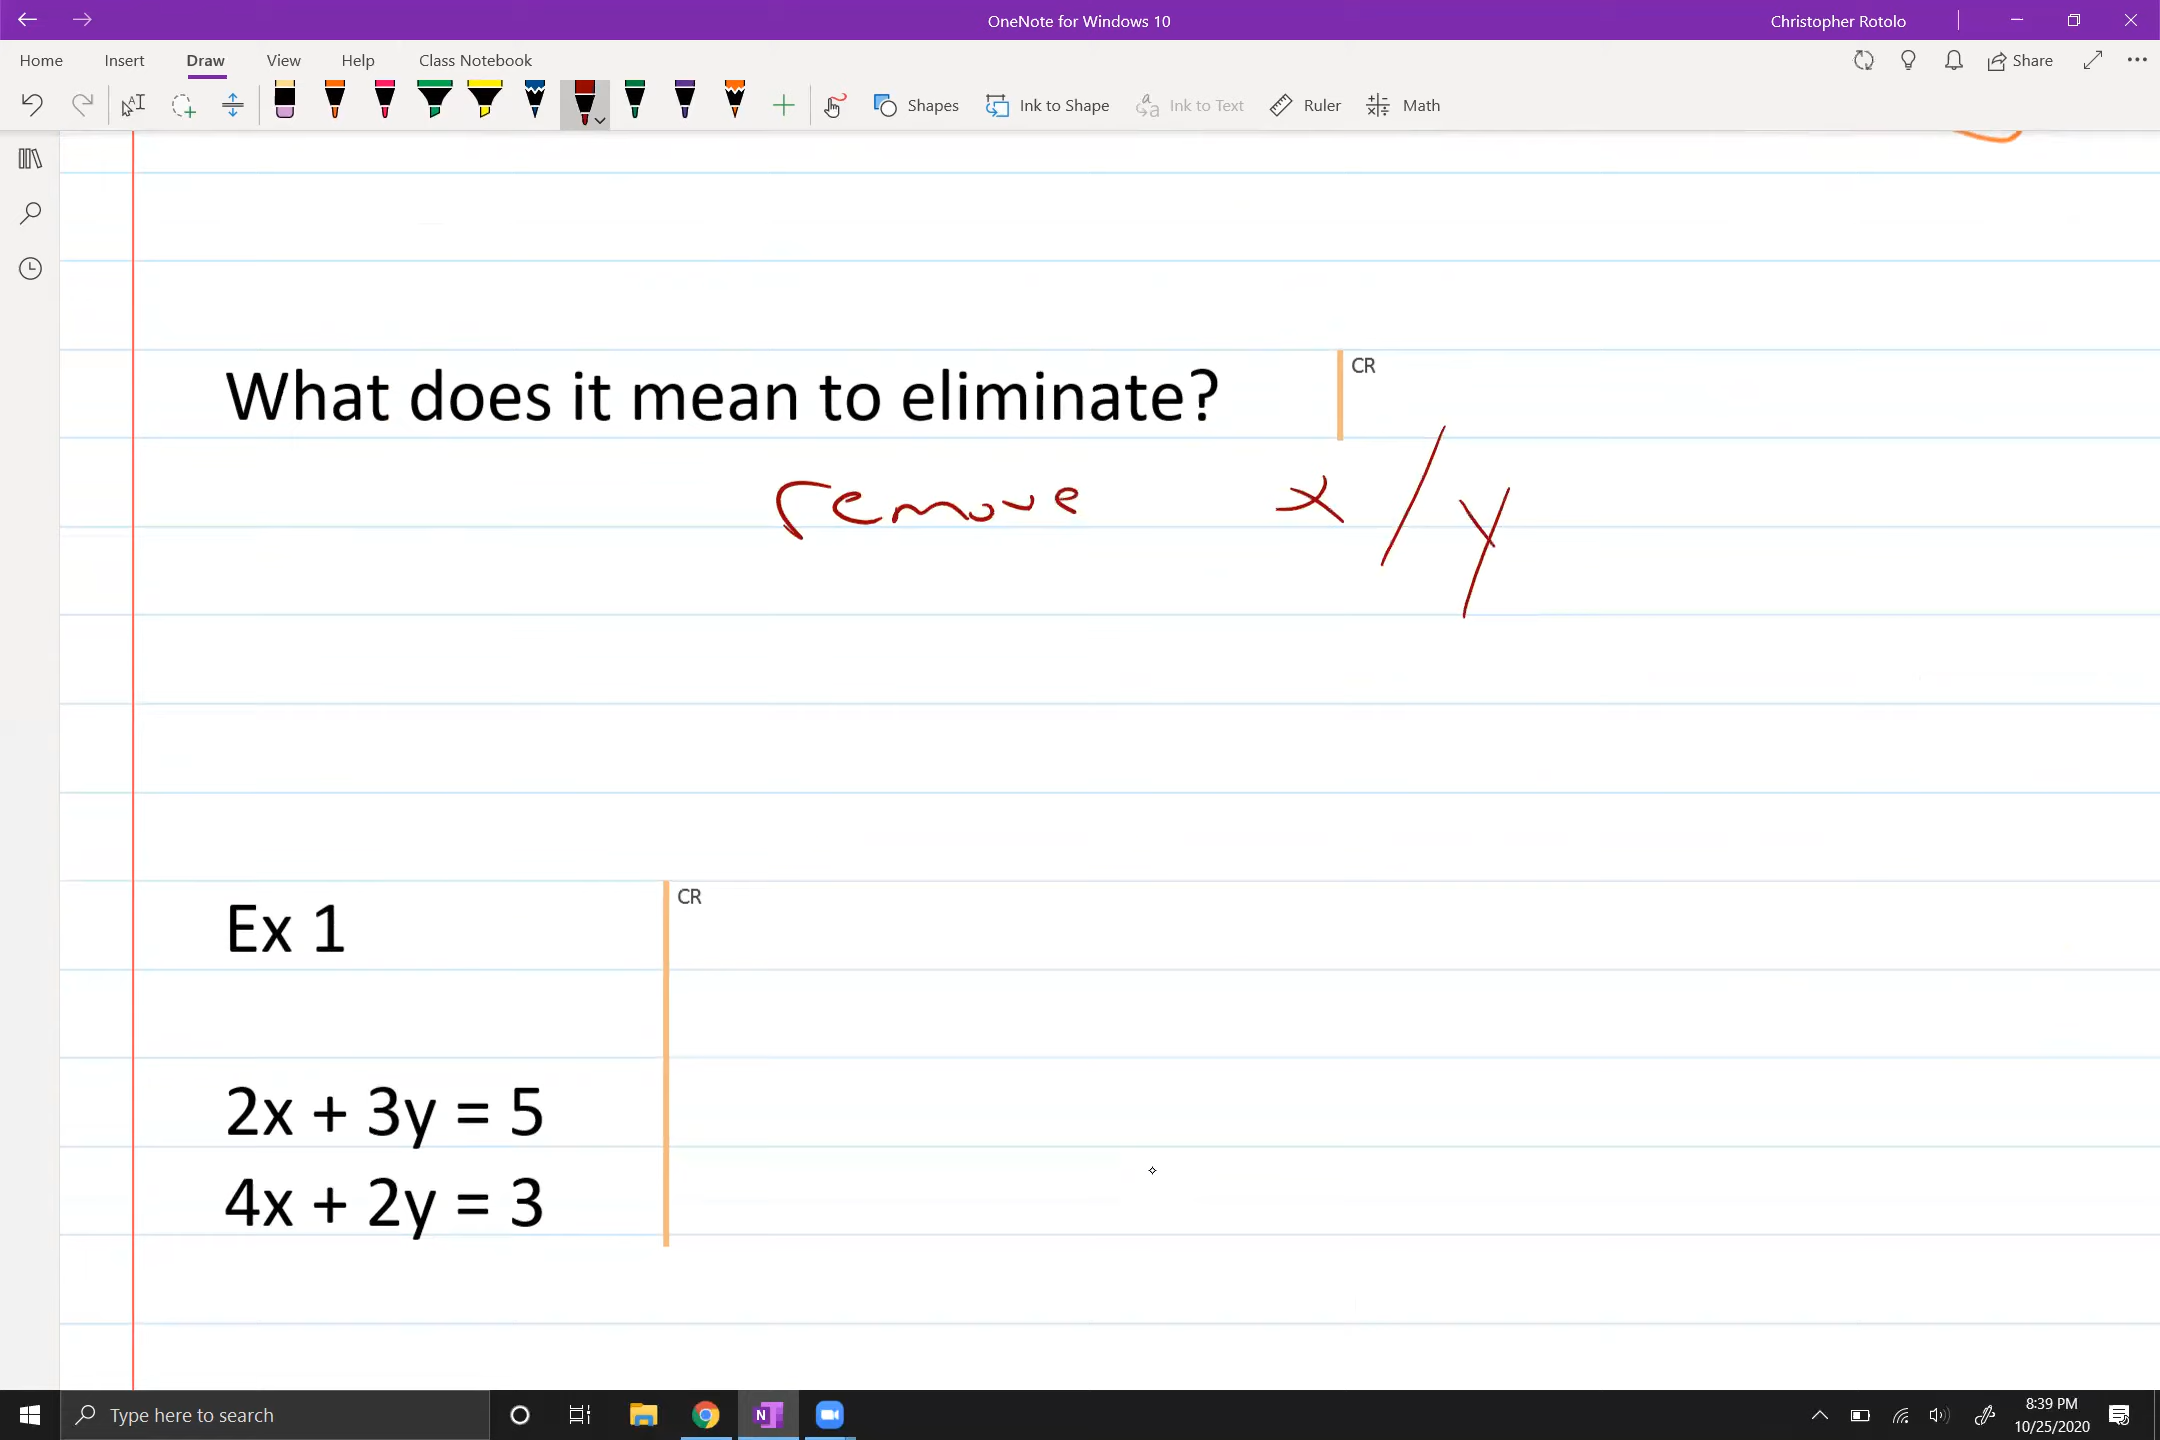 OneNote for Windows 10
Christopher Rotolo
Home Insert Draw View Help Class Notebook
Share
Shapes Ink to Shape Ink to Text Ruler Math
What does it mean to eliminate?
CR
remove x / y
Ex 1
CR
2x + 3y = 5
4x + 2y = 3
Type here to search
8:39 PM
10/25/2020